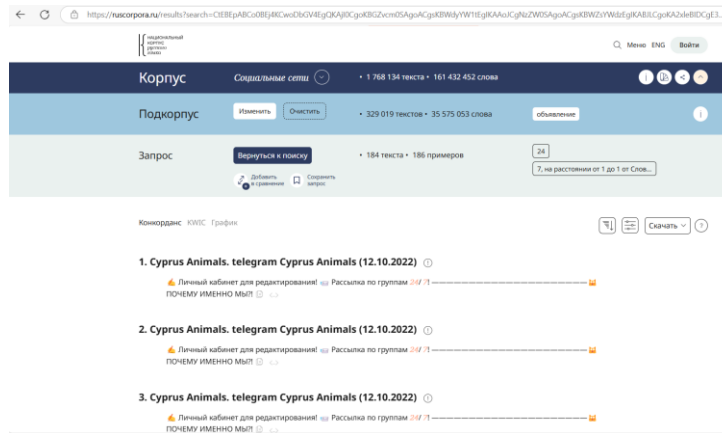 https://ruscorpora.ru/results?search=
НАЦИОНАЛЬНЫЙ
КОРПУС
РУССКОГО
ЯЗЫКА
Меню ENG Войти
Корпус Социальные сети • 1 768 134 текста • 161 432 452 слова
Подкорпус Изменить Очистить • 329 019 текстов • 35 575 053 слова объявление
Запрос Вернуться к поиску • 184 текста • 186 примеров 24
7, на расстоянии от 1 до 1 от Слов...
Добавить в сравнение Сохранить запрос
Конкорданс KWIC График Скачать ?
1. Cyprus Animals. telegram Cyprus Animals (12.10.2022)
✍ Личный кабинет для редактирования! Рассылка по группам 24/ 7! ——————————————————
ПОЧЕМУ ИМЕННО МЫ?!
2. Cyprus Animals. telegram Cyprus Animals (12.10.2022)
✍ Личный кабинет для редактирования! Рассылка по группам 24/ 7! ——————————————————
ПОЧЕМУ ИМЕННО МЫ?!
3. Cyprus Animals. telegram Cyprus Animals (12.10.2022)
✍ Личный кабинет для редактирования! Рассылка по группам 24/ 7! ——————————————————
ПОЧЕМУ ИМЕННО МЫ?!